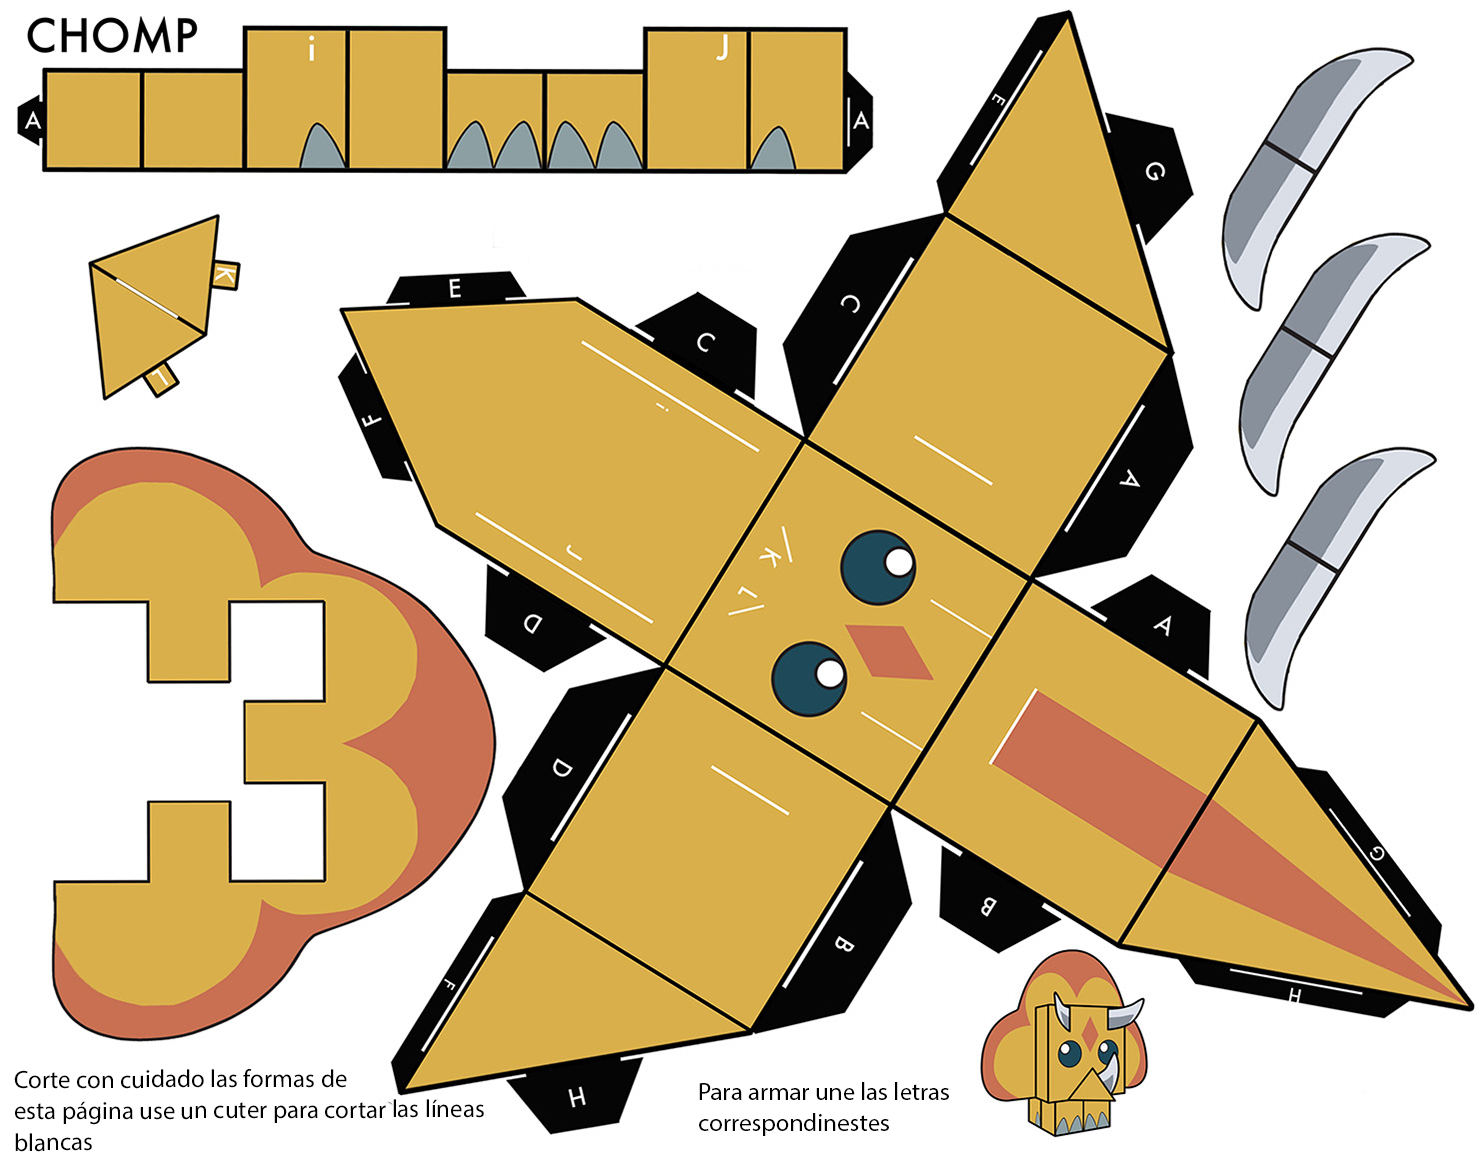 CHOMP
i
J
A
A
E
G
K
L
E
C
C
F
i
A
J
K
L
D
A
D
B
B
G
F
H
H
Corte con cuidado las formas de
esta página use un cuter para cortar las líneas
blancas
Para armar une las letras
correspondinestes